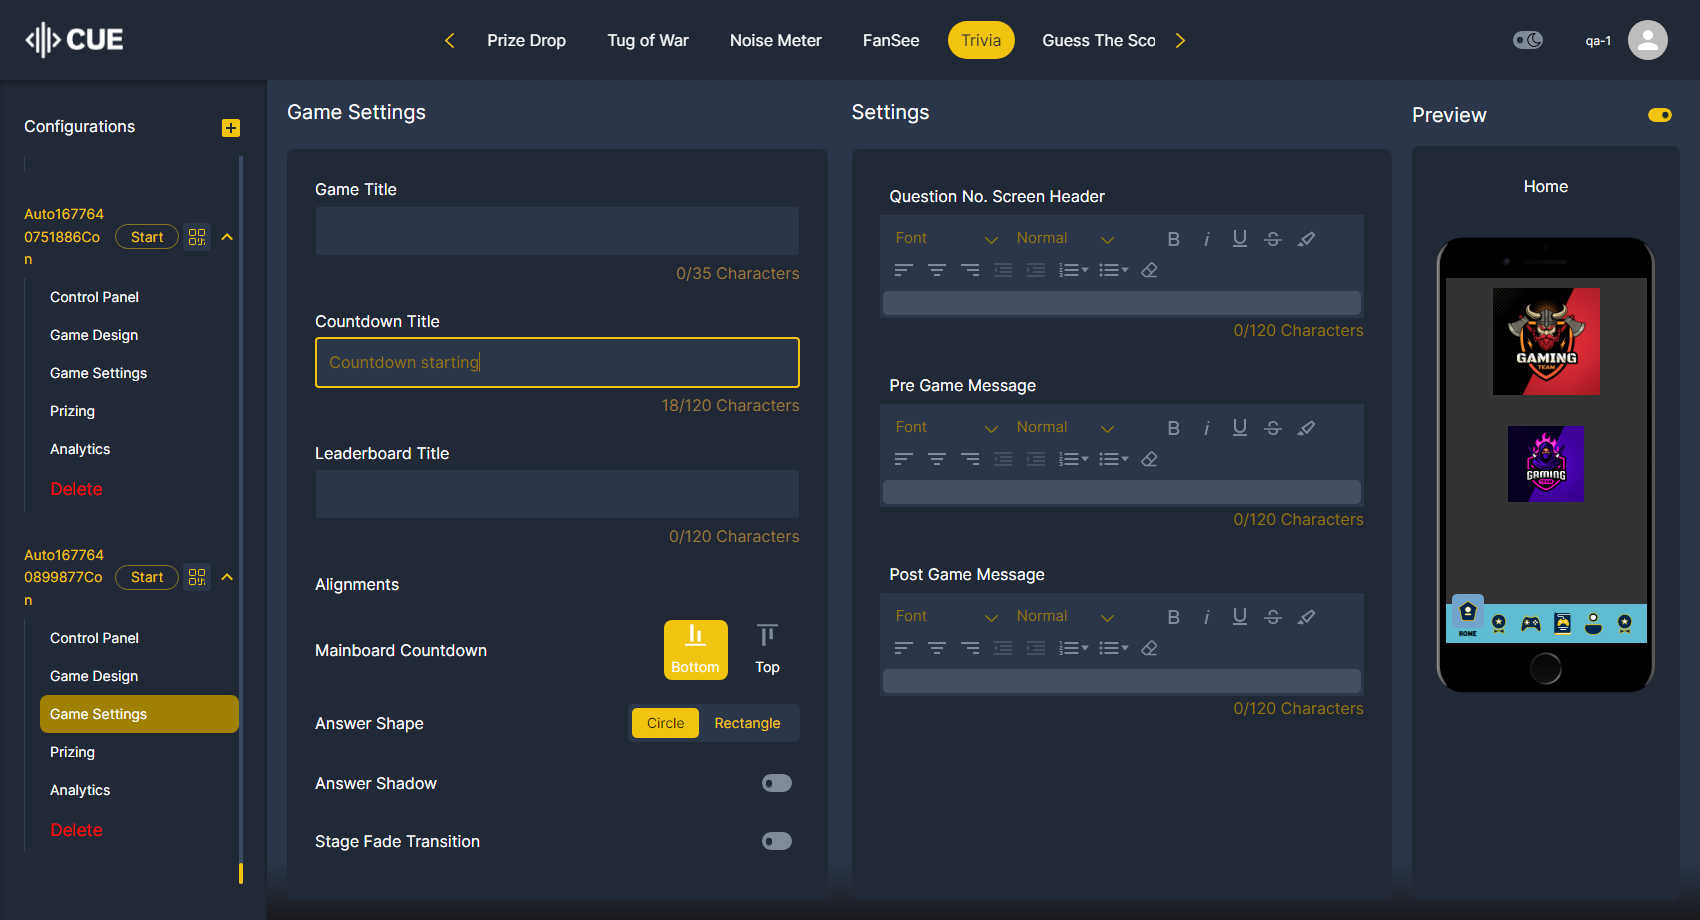 CUE
Prize Drop
Tug of War
Noise Meter
FanSee
Trivia
Guess The Sco
qa-1
Configurations
Auto167764
0751886Co
n
Start
Control Panel
Game Design
Game Settings
Prizing
Analytics
Delete
Auto167764
0899877Co
n
Start
Control Panel
Game Design
Game Settings
Prizing
Analytics
Delete
Game Settings
Game Title
0/35 Characters
Countdown Title
Countdown starting
18/120 Characters
Leaderboard Title
0/120 Characters
Alignments
Mainboard Countdown
Bottom
Top
Answer Shape
Circle
Rectangle
Answer Shadow
Stage Fade Transition
Settings
Question No. Screen Header
Font
Normal
0/120 Characters
Pre Game Message
Font
Normal
0/120 Characters
Post Game Message
Font
Normal
0/120 Characters
Preview
Home
GAMING
TEAM
GAMING
TEAM
HOME